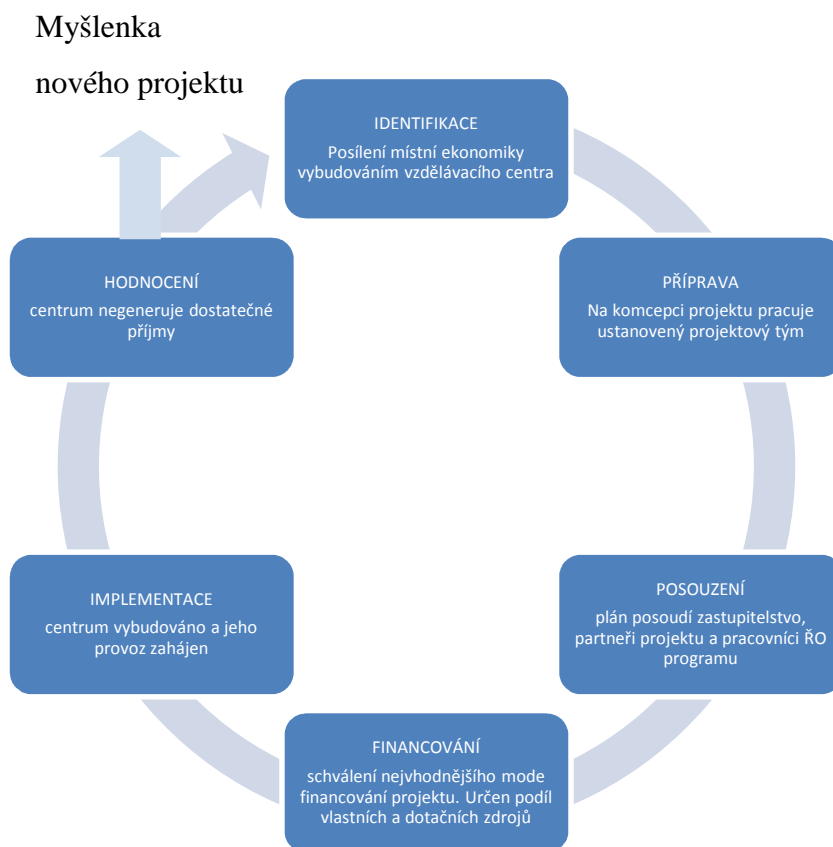 Myšlenka
nového projektu
IDENTIFIKACE
Posílení místní ekonomiky
vybudováním vzdělávacího centra
PŘÍPRAVA
Na komcepci projektu pracuje
ustanovený projektový tým
POSOUZENÍ
plán posoudí zastupitelstvo,
partneři projektu a pracovníci ŘO
programu
FINANCOVÁNÍ
schválení nejvhodnějšího mode
financování projektu. Určen podíl
vlastních a dotačních zdrojů
IMPLEMENTACE
centrum vybudováno a jeho
provoz zahájen
HODNOCENÍ
centrum negeneruje dostatečné
příjmy